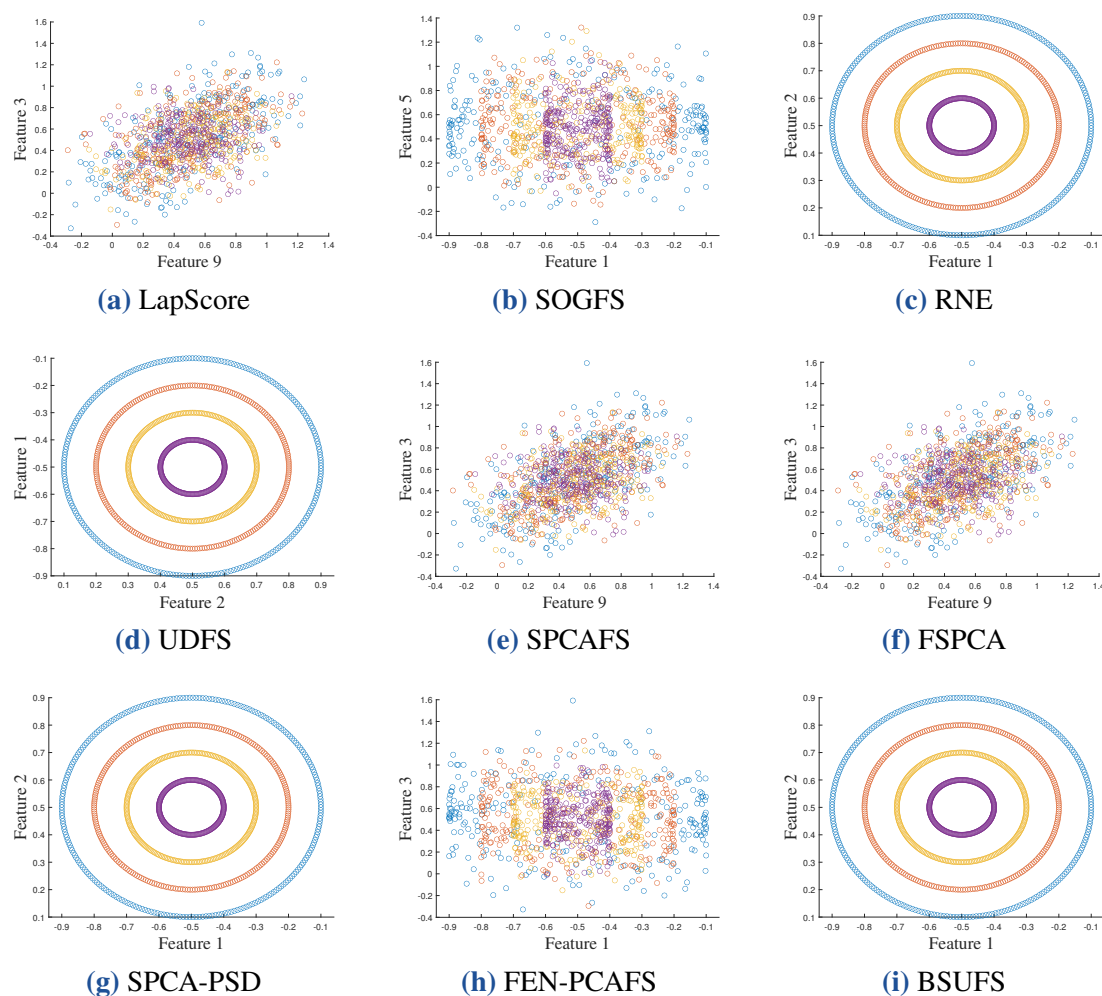 1.6
1.4
1.2
1
0.8
0.6
0.4
0.2
0
-0.2
-0.4
Feature 3
-0.4 -0.2 0 0.2 0.4 0.6 0.8 1 1.2 1.4
Feature 9
(a) LapScore
1.4
1.2
1
0.8
0.6
0.4
0.2
0
-0.2
-0.4
Feature 5
-0.9 -0.8 -0.7 -0.6 -0.5 -0.4 -0.3 -0.2 -0.1
Feature 1
(b) SOGFS
0.9
0.8
0.7
0.6
0.5
0.4
0.3
0.2
0.1
Feature 2
-0.9 -0.8 -0.7 -0.6 -0.5 -0.4 -0.3 -0.2 -0.1
Feature 1
(c) RNE
-0.1
-0.2
-0.3
-0.4
-0.5
-0.6
-0.7
-0.8
-0.9
Feature 1
0.1 0.2 0.3 0.4 0.5 0.6 0.7 0.8 0.9
Feature 2
(d) UDFS
1.6
1.4
1.2
1
0.8
0.6
0.4
0.2
0
-0.2
-0.4
Feature 3
-0.4 -0.2 0 0.2 0.4 0.6 0.8 1 1.2 1.4
Feature 9
(e) SPCAFS
1.6
1.4
1.2
1
0.8
0.6
0.4
0.2
0
-0.2
-0.4
Feature 3
-0.4 -0.2 0 0.2 0.4 0.6 0.8 1 1.2 1.4
Feature 9
(f) FSPCA
0.9
0.8
0.7
0.6
0.5
0.4
0.3
0.2
0.1
Feature 2
-0.9 -0.8 -0.7 -0.6 -0.5 -0.4 -0.3 -0.2 -0.1
Feature 1
(g) SPCA-PSD
1.6
1.4
1.2
1
0.8
0.6
0.4
0.2
0
-0.2
-0.4
Feature 3
-0.9 -0.8 -0.7 -0.6 -0.5 -0.4 -0.3 -0.2 -0.1
Feature 1
(h) FEN-PCAFS
0.9
0.8
0.7
0.6
0.5
0.4
0.3
0.2
0.1
Feature 2
-0.9 -0.8 -0.7 -0.6 -0.5 -0.4 -0.3 -0.2 -0.1
Feature 1
(i) BSUFS